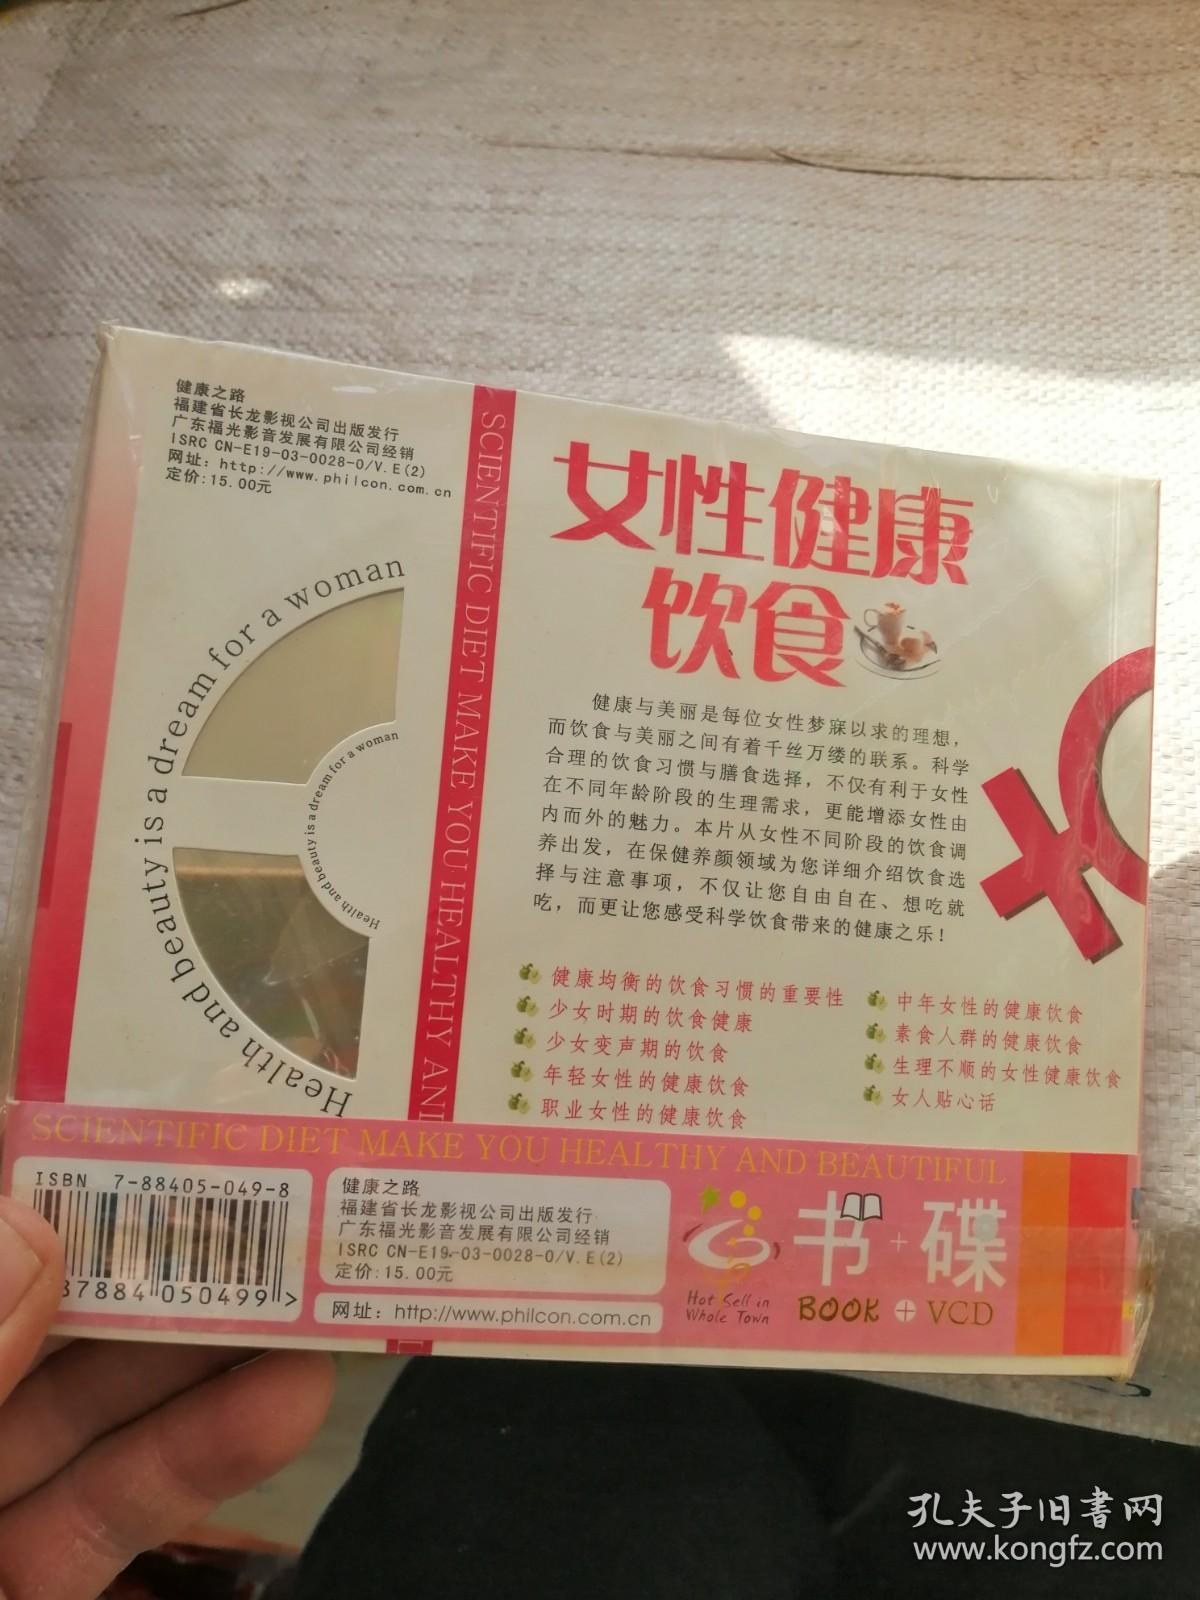 健康之路
福建省长龙影视公司出版发行
广东福光影音发展有限公司经销
ISRC CN-E19-03-0028-0/V.E(2)
网址：http://www.philcon.com.cn
定价:15.00元
Health and beauty is a dream for a woman
Health and beauty is a dream for a woman
SCIENTIFIC DIET MAKE YOU HEALTHY AND
女性健康
饮食
健康与美丽是每位女性梦寐以求的理想，
而饮食与美丽之间有着千丝万缕的联系。科学
合理的饮食习惯与膳食选择，不仅有利于女性
在不同年龄阶段的生理需求，更能增添女性由
内而外的魅力。本片从女性不同阶段的饮食调
养出发，在保健养颜领域为您详细介绍饮食选
择与注意事项，不仅让您自由自在、想吃就
吃，而更让您感受科学饮食带来的健康之乐！
健康均衡的饮食习惯的重要性
少女时期的饮食健康
少女变声期的饮食
年轻女性的健康饮食
职业女性的健康饮食
中年女性的健康饮食
素食人群的健康饮食
生理不顺的女性健康饮食
女人贴心话
SCIENTIFIC DIET MAKE YOU HEALTHY AND BEAUTIFUL
ISBN 7-88405-049-8
787884 050499 >
健康之路
福建省长龙影视公司出版发行
广东福光影音发展有限公司经销
ISRC CN-E19-03-0028-0/V.E(2)
定价:15.00元
网址：http://www.philcon.com.cn
Hot Sell in
Whole Town
书+碟
BOOK + VCD
孔夫子旧书网
www.kongfz.com